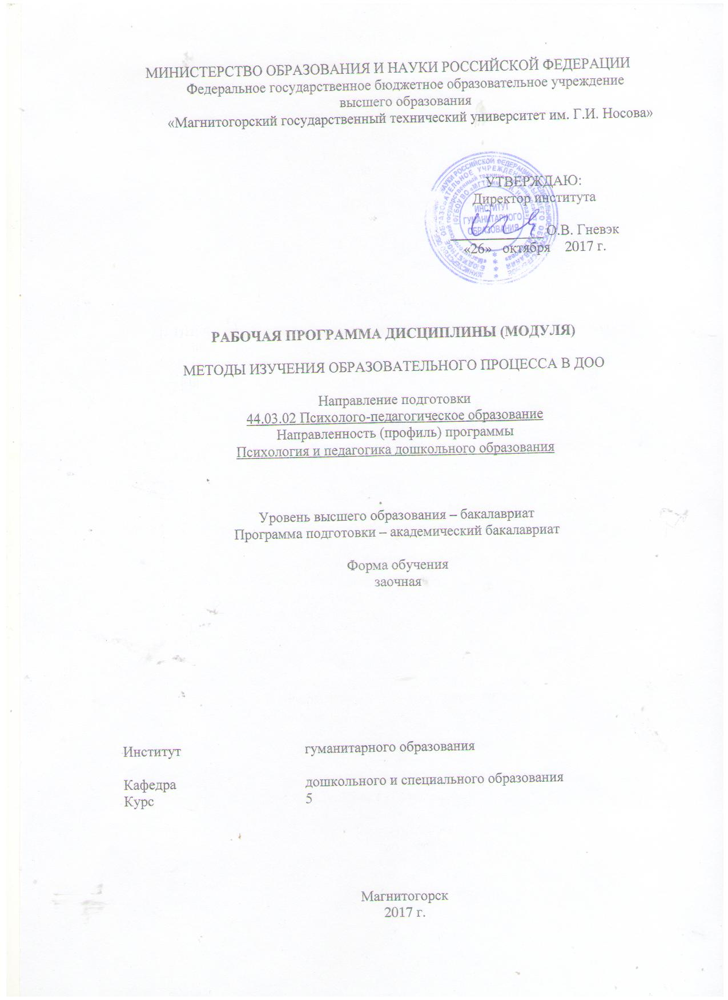 МИНИСТЕРСТВО ОБРАЗОВАНИЯ И НАУКИ РОССИЙСКОЙ ФЕДЕРАЦИИ
Федеральное государственное бюджетное образовательное учреждение
высшего образования
«Магнитогорский государственный технический университет им. Г.И. Носова»
УТВЕРЖДАЮ:
Директор института
ИНСТИТУТ
ГУМАНИТАРНОГО
ОБРАЗОВАНИЯ
О.В. Гневэк
«26» октября 2017 г.
РАБОЧАЯ ПРОГРАММА ДИСЦИПЛИНЫ (МОДУЛЯ)
МЕТОДЫ ИЗУЧЕНИЯ ОБРАЗОВАТЕЛЬНОГО ПРОЦЕССА В ДОО
Направление подготовки
44.03.02 Психолого-педагогическое образование
Направленность (профиль) программы
Психология и педагогика дошкольного образования
Уровень высшего образования – бакалавриат
Программа подготовки – академический бакалавриат
Форма обучения
заочная
Институт гуманитарного образования
Кафедра дошкольного и специального образования
Курс 5
Магнитогорск
2017 г.